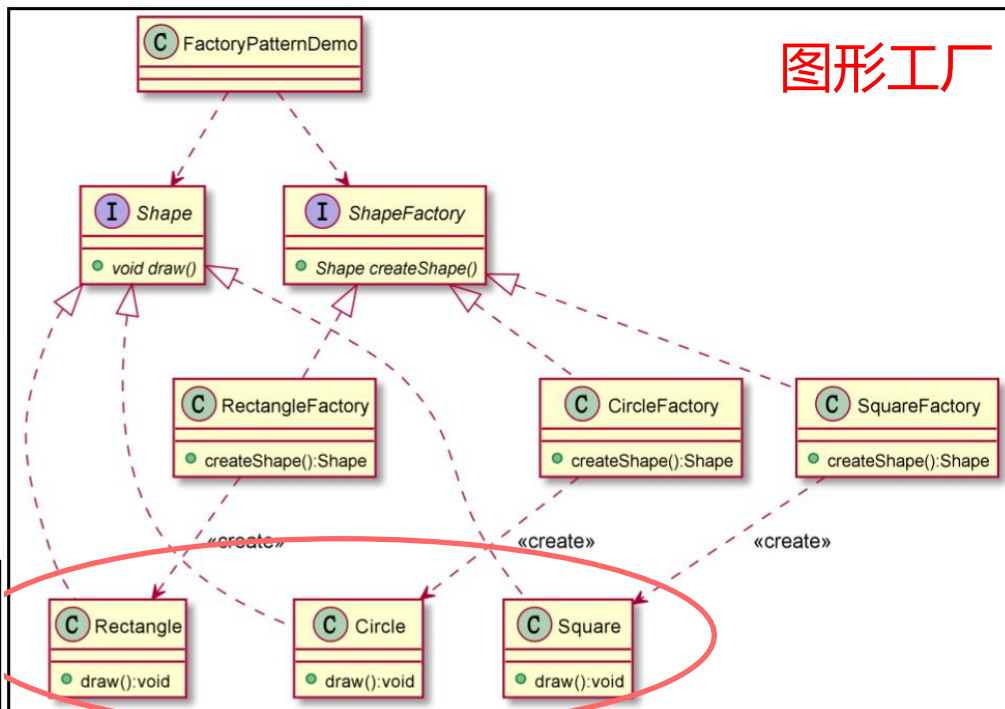 C FactoryPatternDemo
图形工厂
I Shape
void draw()
I ShapeFactory
Shape createShape()
C RectangleFactory
createShape():Shape
C CircleFactory
createShape():Shape
C SquareFactory
createShape():Shape
«create»
«create»
«create»
C Rectangle
draw():void
C Circle
draw():void
C Square
draw():void